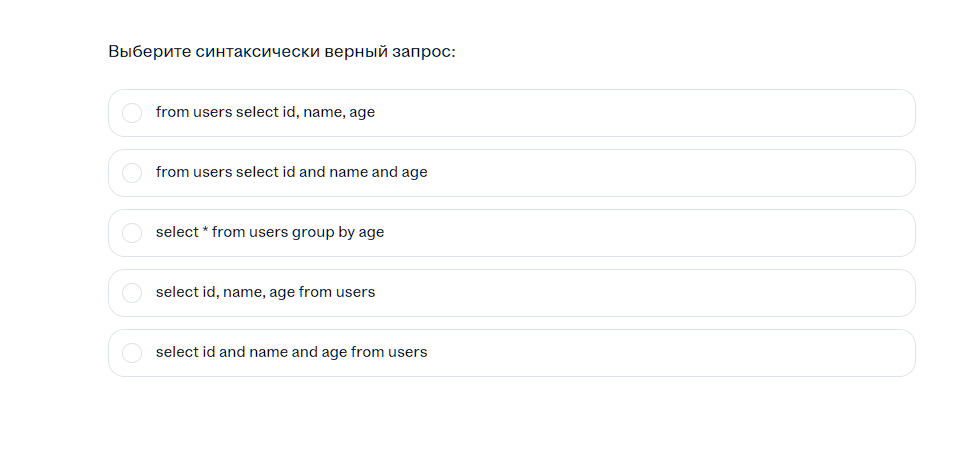 Выберите синтаксически верный запрос:
from users select id, name, age
from users select id and name and age
select * from users group by age
select id, name, age from users
select id and name and age from users